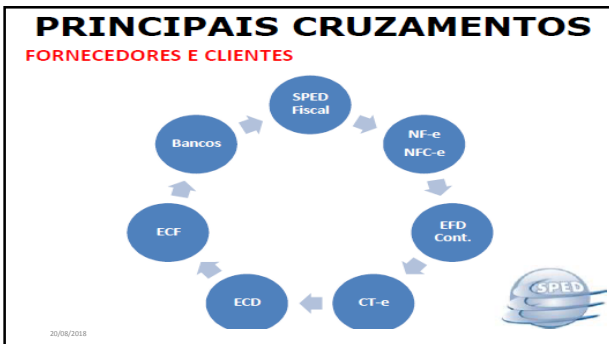 PRINCIPAIS CRUZAMENTOS
FORNECEDORES E CLIENTES
SPED
Fiscal
NF-e
NFC-e
EFD
Cont.
CT-e
ECD
ECF
Bancos
SPED
20/08/2018